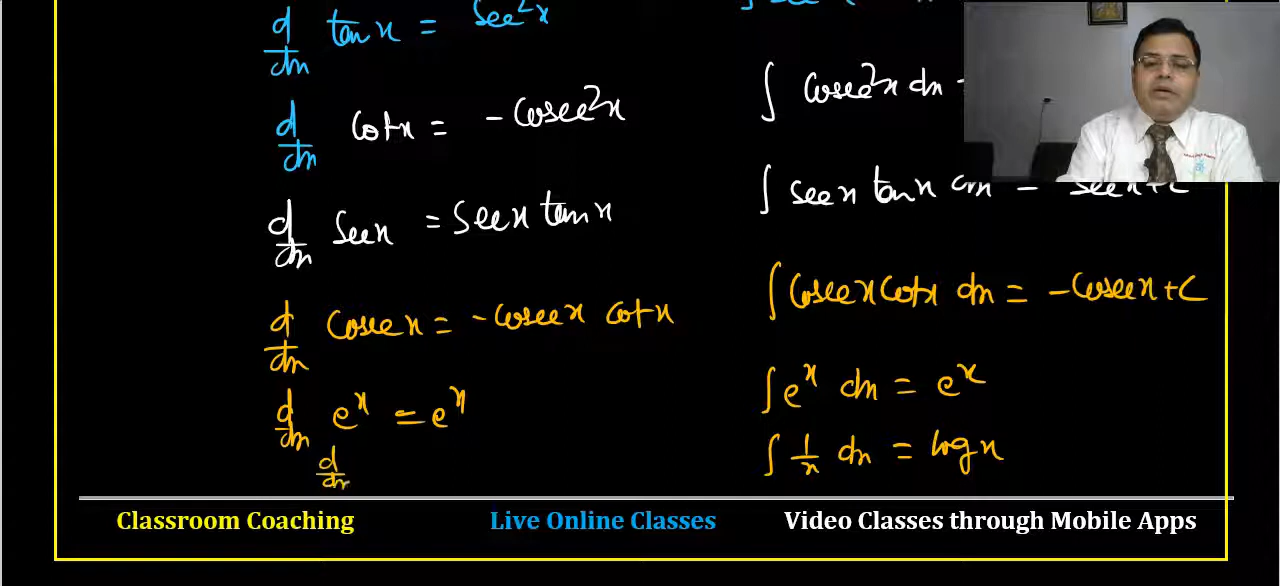 d/dx tan x = sec²x
d/dx cot x = -cosec²x
∫ cosec²x dx
d/dx sec x = sec x tan x
∫ sec x tan x dx = sec x + c
d/dx cosec x = -cosec x cot x
∫ cosec x cot x dx = -cosec x + c
d/dx eˣ = eˣ
∫ eˣ dx = eˣ
d/dx
∫ 1/x dx = log x
Classroom Coaching Live Online Classes Video Classes through Mobile Apps